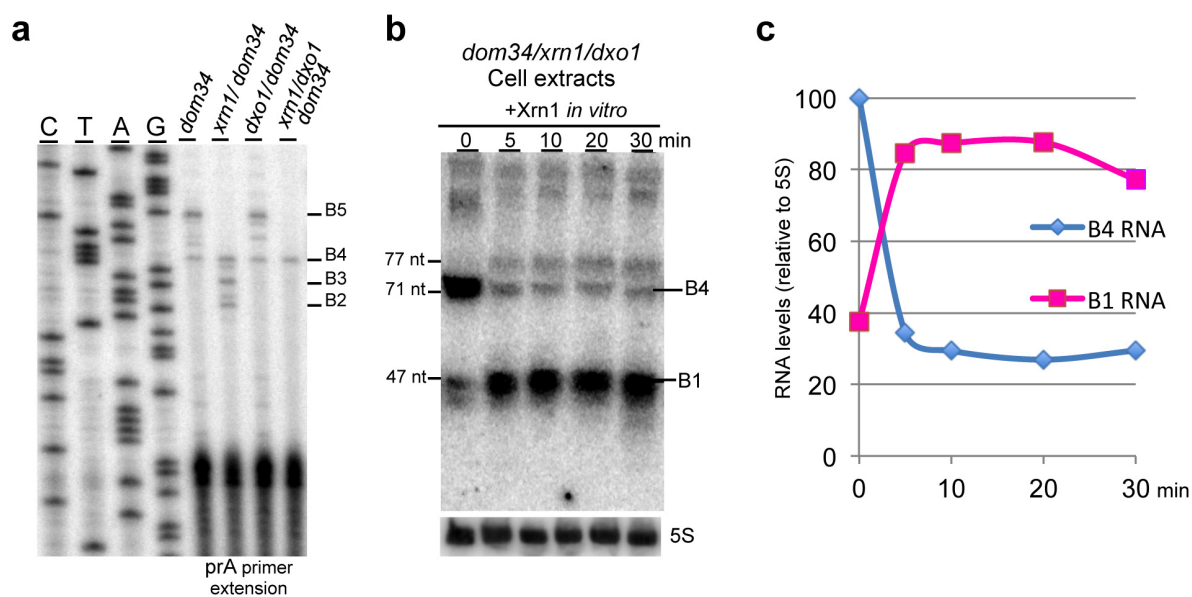 a
C T A G dom34 xrn1/dom34 dxo1/dom34 xrn1/dxo1 dom34
B5
B4
B3
B2
prA primer
extension
b
dom34/xrn1/dxo1
Cell extracts
+Xrn1 in vitro
0 5 10 20 30 min
77 nt
71 nt
B4
47 nt
B1
5S
c
RNA levels (relative to 5S)
100
80
60
40
20
0
0 10 20 30 min
B4 RNA
B1 RNA